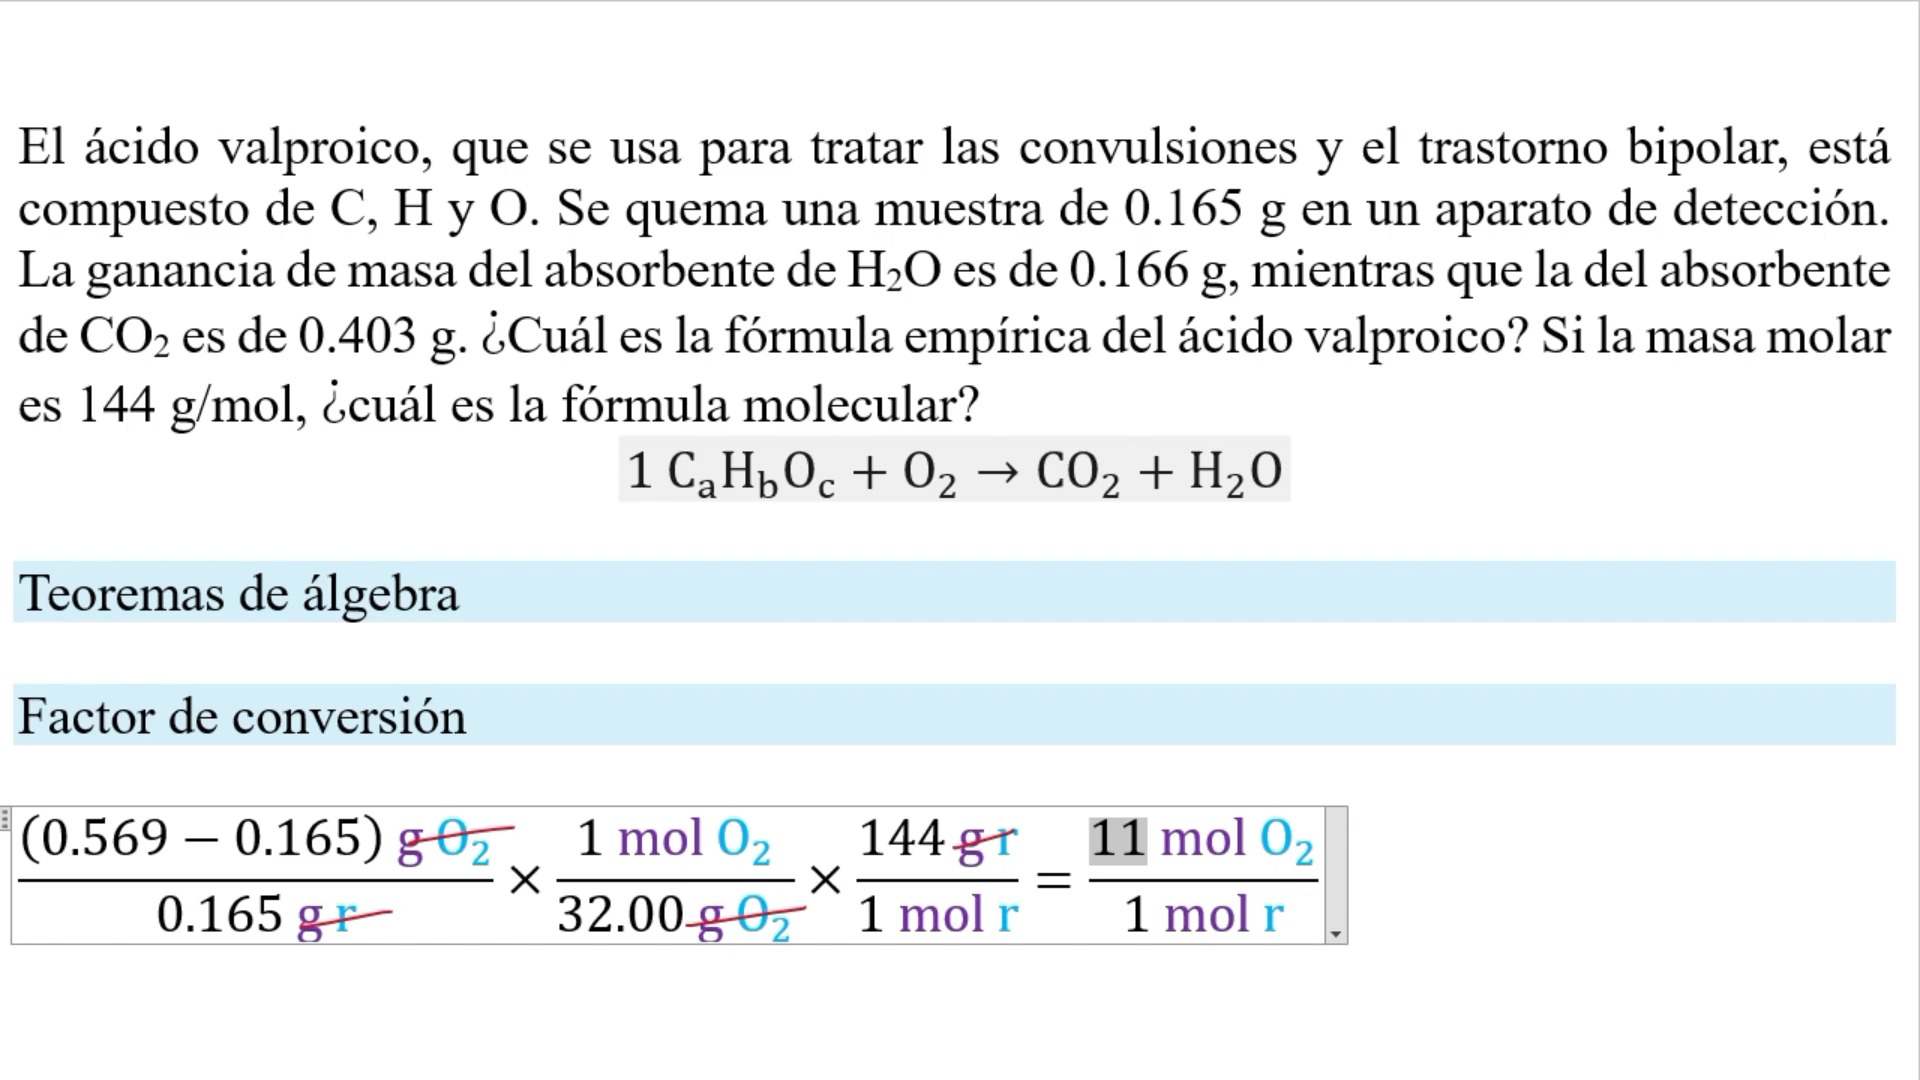 El ácido valproico, que se usa para tratar las convulsiones y el trastorno bipolar, está
compuesto de C, H y O. Se quema una muestra de 0.165 g en un aparato de detección.
La ganancia de masa del absorbente de H₂O es de 0.166 g, mientras que la del absorbente
de CO₂ es de 0.403 g. ¿Cuál es la fórmula empírica del ácido valproico? Si la masa molar
es 144 g/mol, ¿cuál es la fórmula molecular?
1 CₐH_bO_c + O₂ → CO₂ + H₂O
Teoremas de álgebra
Factor de conversión
(0.569 − 0.165) g O₂ / 0.165 g r × 1 mol O₂ / 32.00 g O₂ × 144 g r / 1 mol r = 11 mol O₂ / 1 mol r